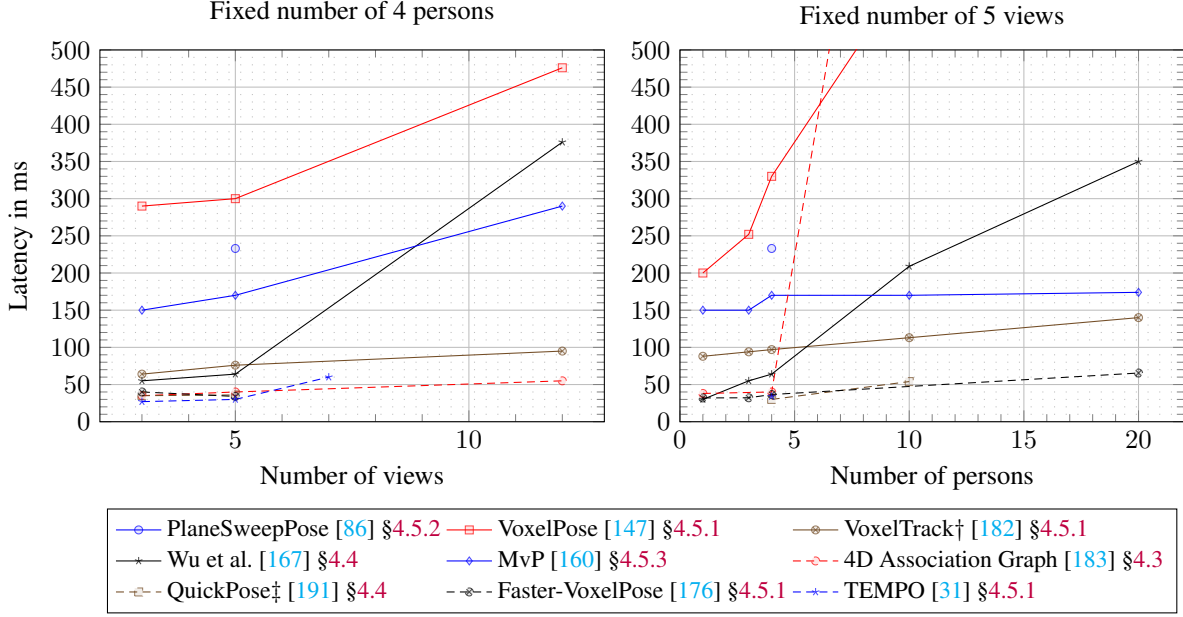 Fixed number of 4 persons
Fixed number of 5 views
Latency in ms
500
450
400
350
300
250
200
150
100
50
0
5
10
Number of views
500
450
400
350
300
250
200
150
100
50
0
0
5
10
15
20
Number of persons
PlaneSweepPose [86] §4.5.2
VoxelPose [147] §4.5.1
VoxelTrack† [182] §4.5.1
Wu et al. [167] §4.4
MvP [160] §4.5.3
4D Association Graph [183] §4.3
QuickPose‡ [191] §4.4
Faster-VoxelPose [176] §4.5.1
TEMPO [31] §4.5.1